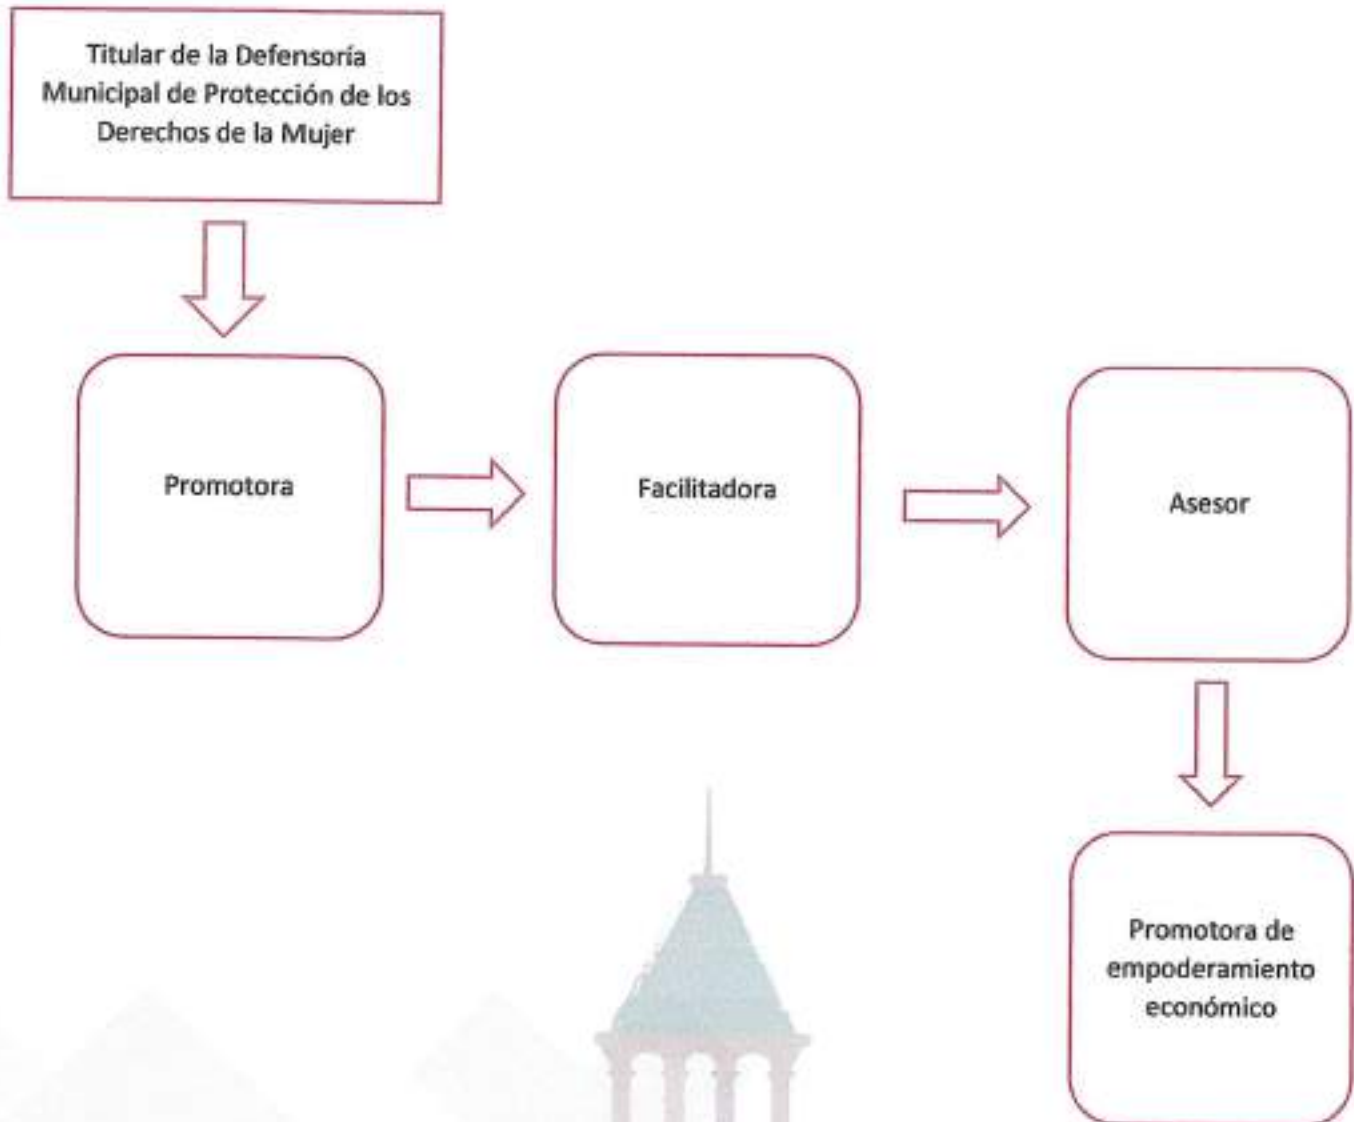 Titular de la Defensoría
Municipal de Protección de los
Derechos de la Mujer
Promotora
Facilitadora
Asesor
Promotora de
empoderamiento
económico